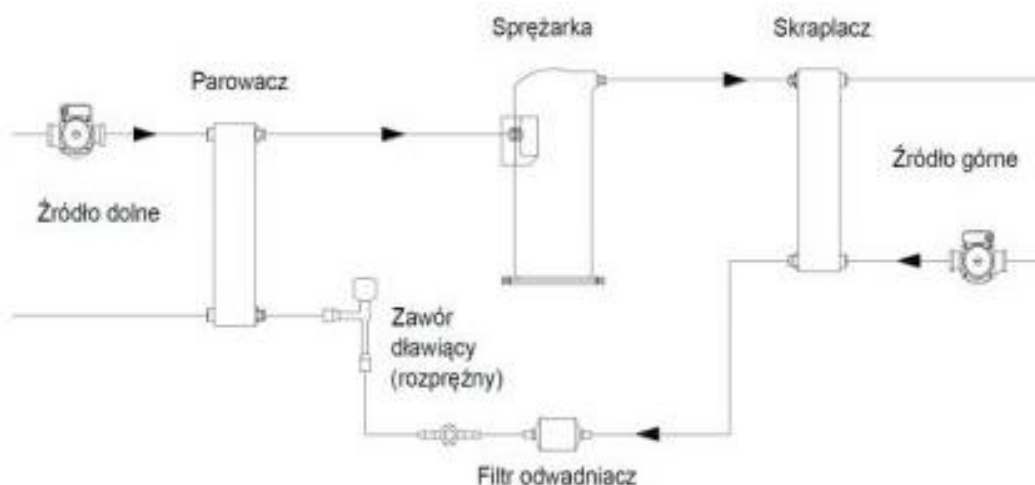 Sprężarka
Skraplacz
Parowacz
Źródło górne
Źródło dolne
Zawór
dławiący
(rozprężny)
Filtr odwadniacz